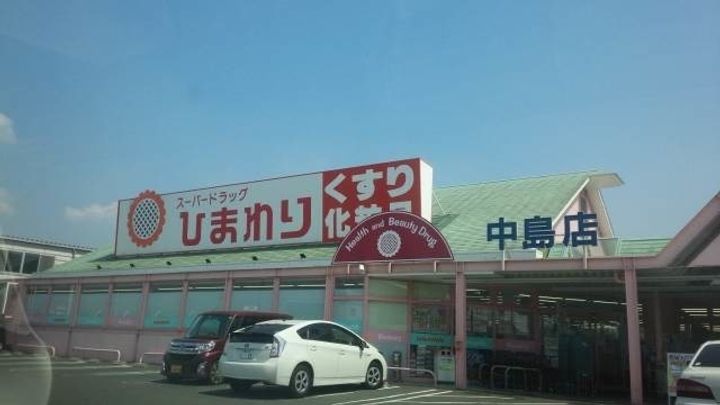 スーパードラッグ
ひまわり
くすり
化粧品
Health and Beauty Drug
中島店